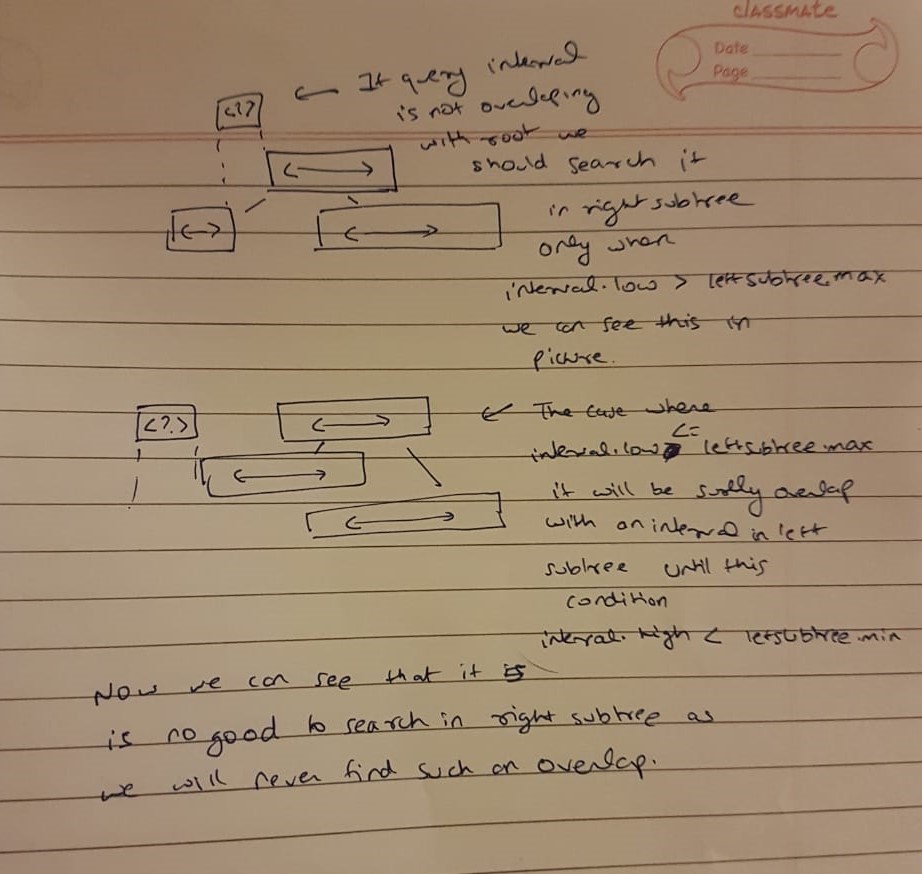 classmate
Date
Page
<?>
← If query interval
is not overlaping
with root we
should search it
in right subtree
only when
interval.low > leftsubtree.max
we can see this in
picture.
<?>
← The case where
interval.low <= leftsubtree.max
it will be surly overlap
with an interval in left
subtree until this
condition
interval.high < leftsubtree.min
Now we can see that it
is no good to search in right subtree as
we will never find such an overlap.